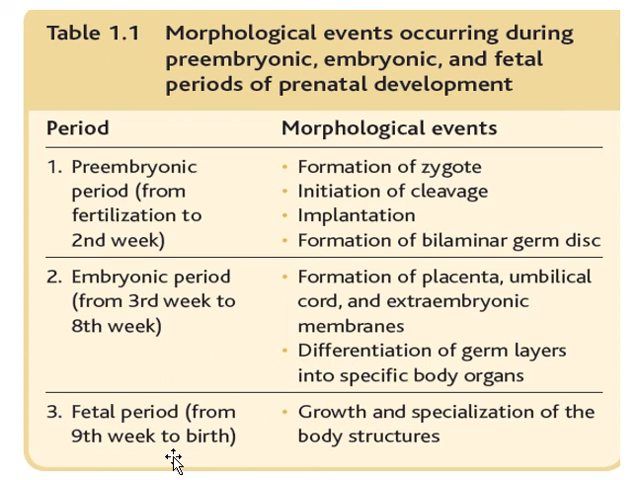 Table 1.1 Morphological events occurring during
preembryonic, embryonic, and fetal
periods of prenatal development
Period Morphological events
1. Preembryonic
period (from
fertilization to
2nd week)
• Formation of zygote
• Initiation of cleavage
• Implantation
• Formation of bilaminar germ disc
2. Embryonic period
(from 3rd week to
8th week)
• Formation of placenta, umbilical
cord, and extraembryonic
membranes
• Differentiation of germ layers
into specific body organs
3. Fetal period (from
9th week to birth)
• Growth and specialization of the
body structures